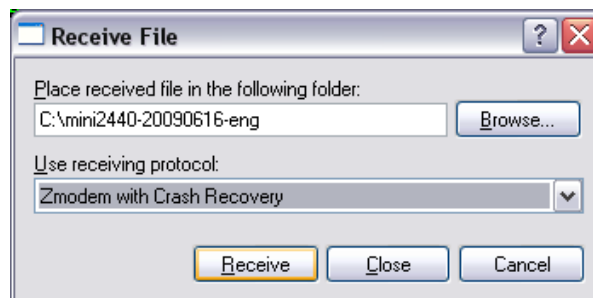 Receive File
Place received file in the following folder:
C:\mini2440-20090616-eng
Browse...
Use receiving protocol:
Zmodem with Crash Recovery
Receive Close Cancel